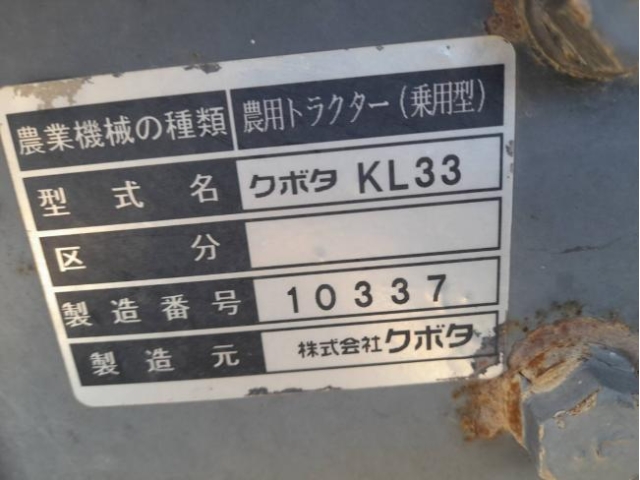 農業機械の種類 農用トラクター(乗用型)
型式名 クボタ KL33
区分
製造番号 10337
製造元 株式会社クボタ